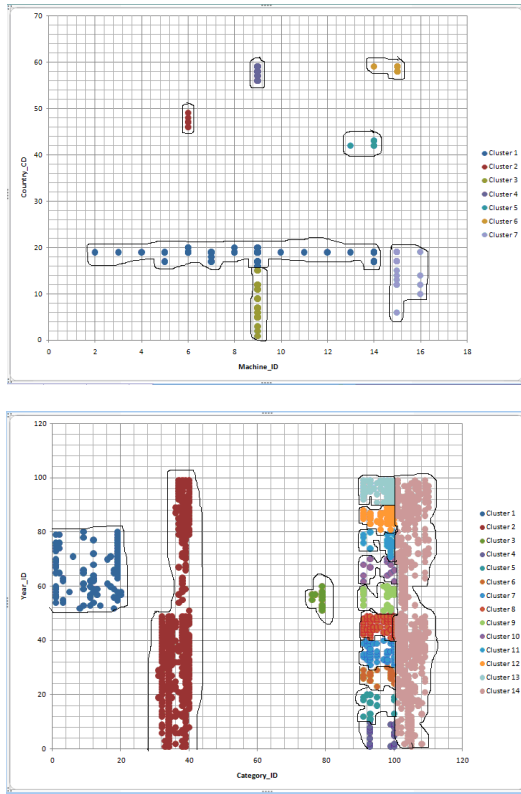 70
60
50
40
30
20
10
0
Country_CD
0 2 4 6 8 10 12 14 16 18
Machine_ID
Cluster 1
Cluster 2
Cluster 3
Cluster 4
Cluster 5
Cluster 6
Cluster 7
120
100
80
60
40
20
0
Year_ID
0 20 40 60 80 100 120
Category_ID
Cluster 1
Cluster 2
Cluster 3
Cluster 4
Cluster 5
Cluster 6
Cluster 7
Cluster 8
Cluster 9
Cluster 10
Cluster 11
Cluster 12
Cluster 13
Cluster 14